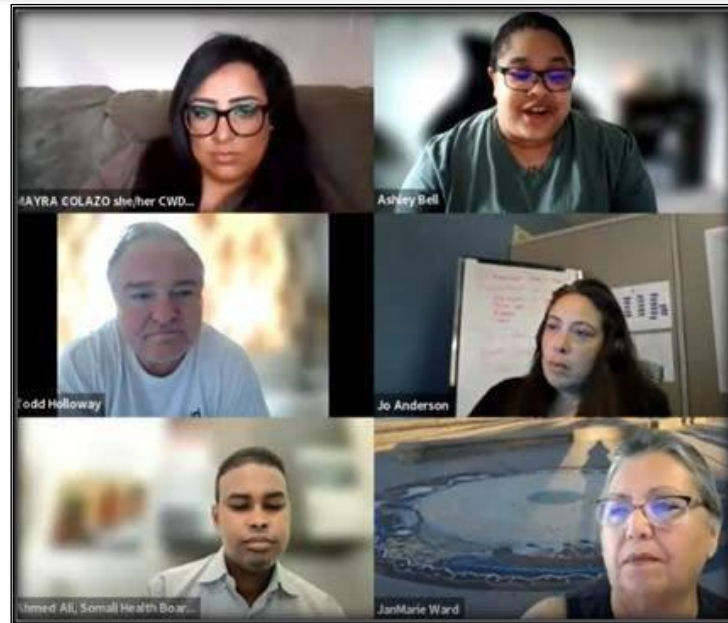 MAYRA COLAZO she/her CWD...
Ashley Bell
Todd Holloway
Jo Anderson
Ahmed Ali, Somali Health Boar...
JanMarie Ward